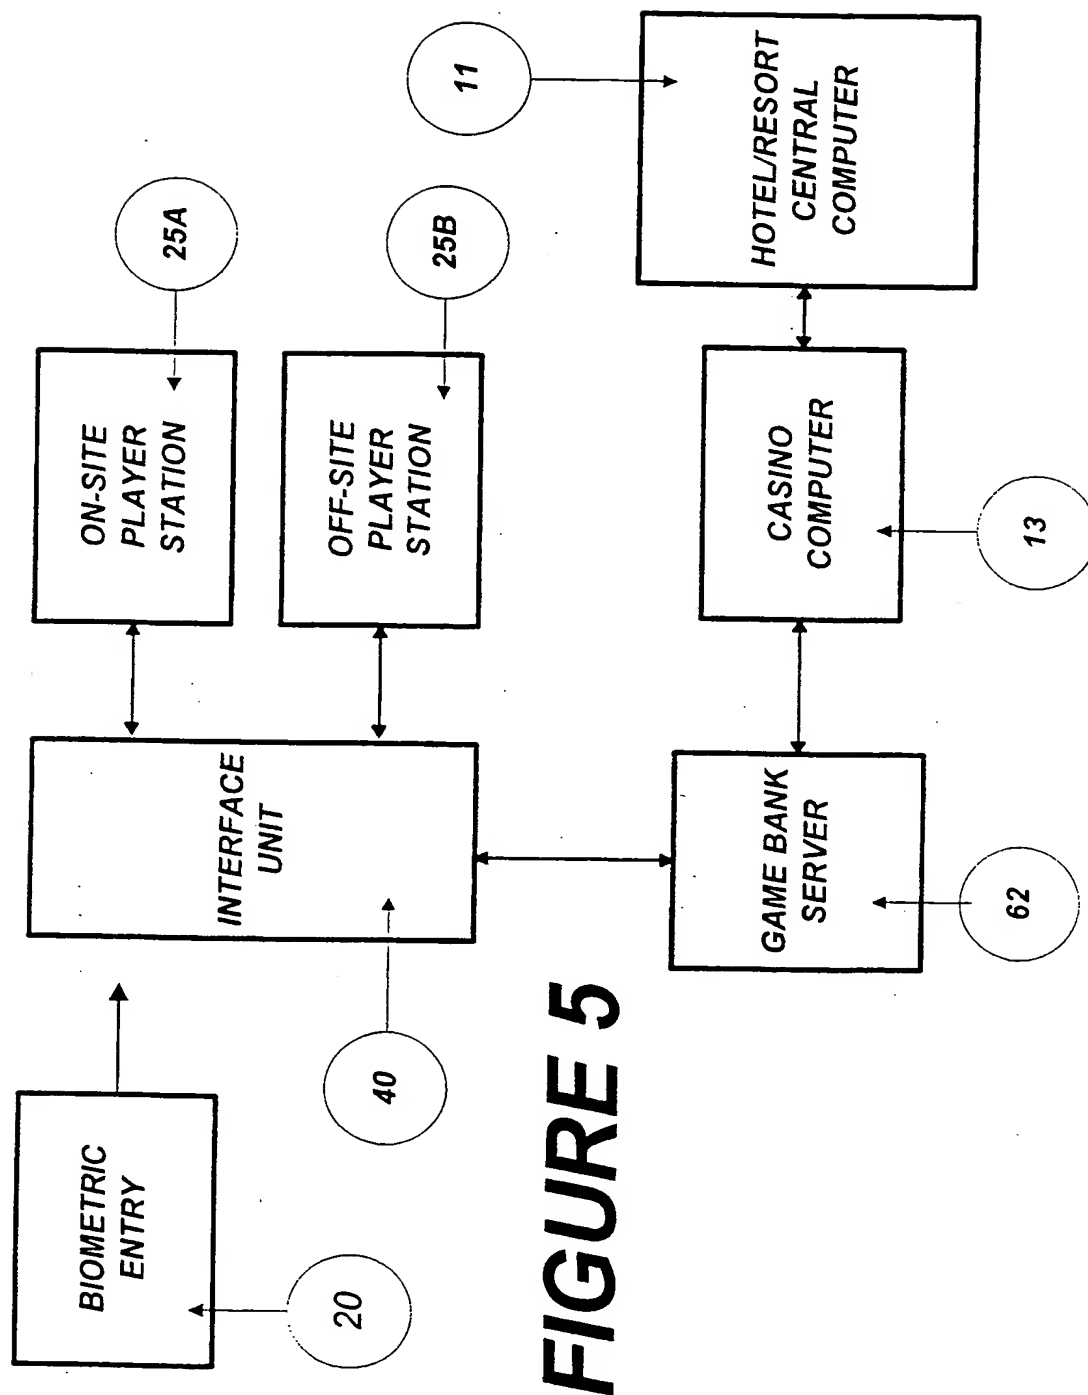 BIOMETRIC
ENTRY
20
INTERFACE
UNIT
40
ON-SITE
PLAYER
STATION
25A
OFF-SITE
PLAYER
STATION
25B
GAME BANK
SERVER
62
CASINO
COMPUTER
13
HOTEL/RESORT
CENTRAL
COMPUTER
11
FIGURE 5